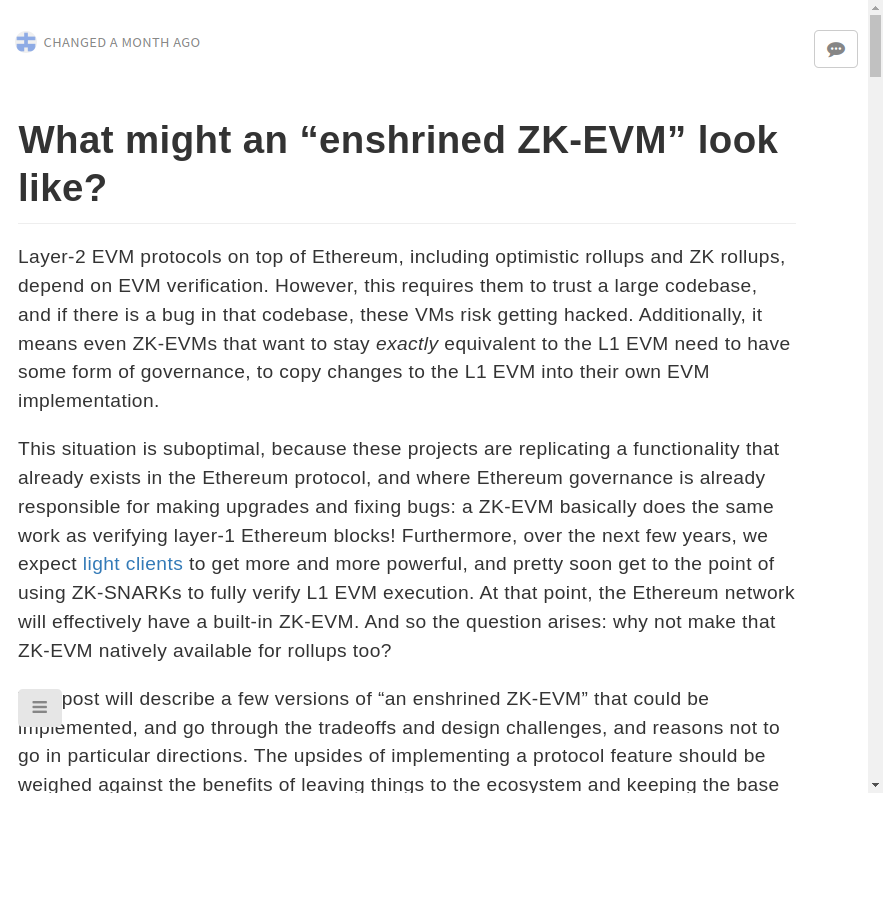 CHANGED A MONTH AGO
What might an “enshrined ZK-EVM” look
like?
Layer-2 EVM protocols on top of Ethereum, including optimistic rollups and ZK rollups,
depend on EVM verification. However, this requires them to trust a large codebase,
and if there is a bug in that codebase, these VMs risk getting hacked. Additionally, it
means even ZK-EVMs that want to stay exactly equivalent to the L1 EVM need to have
some form of governance, to copy changes to the L1 EVM into their own EVM
implementation.
This situation is suboptimal, because these projects are replicating a functionality that
already exists in the Ethereum protocol, and where Ethereum governance is already
responsible for making upgrades and fixing bugs: a ZK-EVM basically does the same
work as verifying layer-1 Ethereum blocks! Furthermore, over the next few years, we
expect light clients to get more and more powerful, and pretty soon get to the point of
using ZK-SNARKs to fully verify L1 EVM execution. At that point, the Ethereum network
will effectively have a built-in ZK-EVM. And so the question arises: why not make that
ZK-EVM natively available for rollups too?
post will describe a few versions of “an enshrined ZK-EVM” that could be
implemented, and go through the tradeoffs and design challenges, and reasons not to
go in particular directions. The upsides of implementing a protocol feature should be
weighed against the benefits of leaving things to the ecosystem and keeping the base